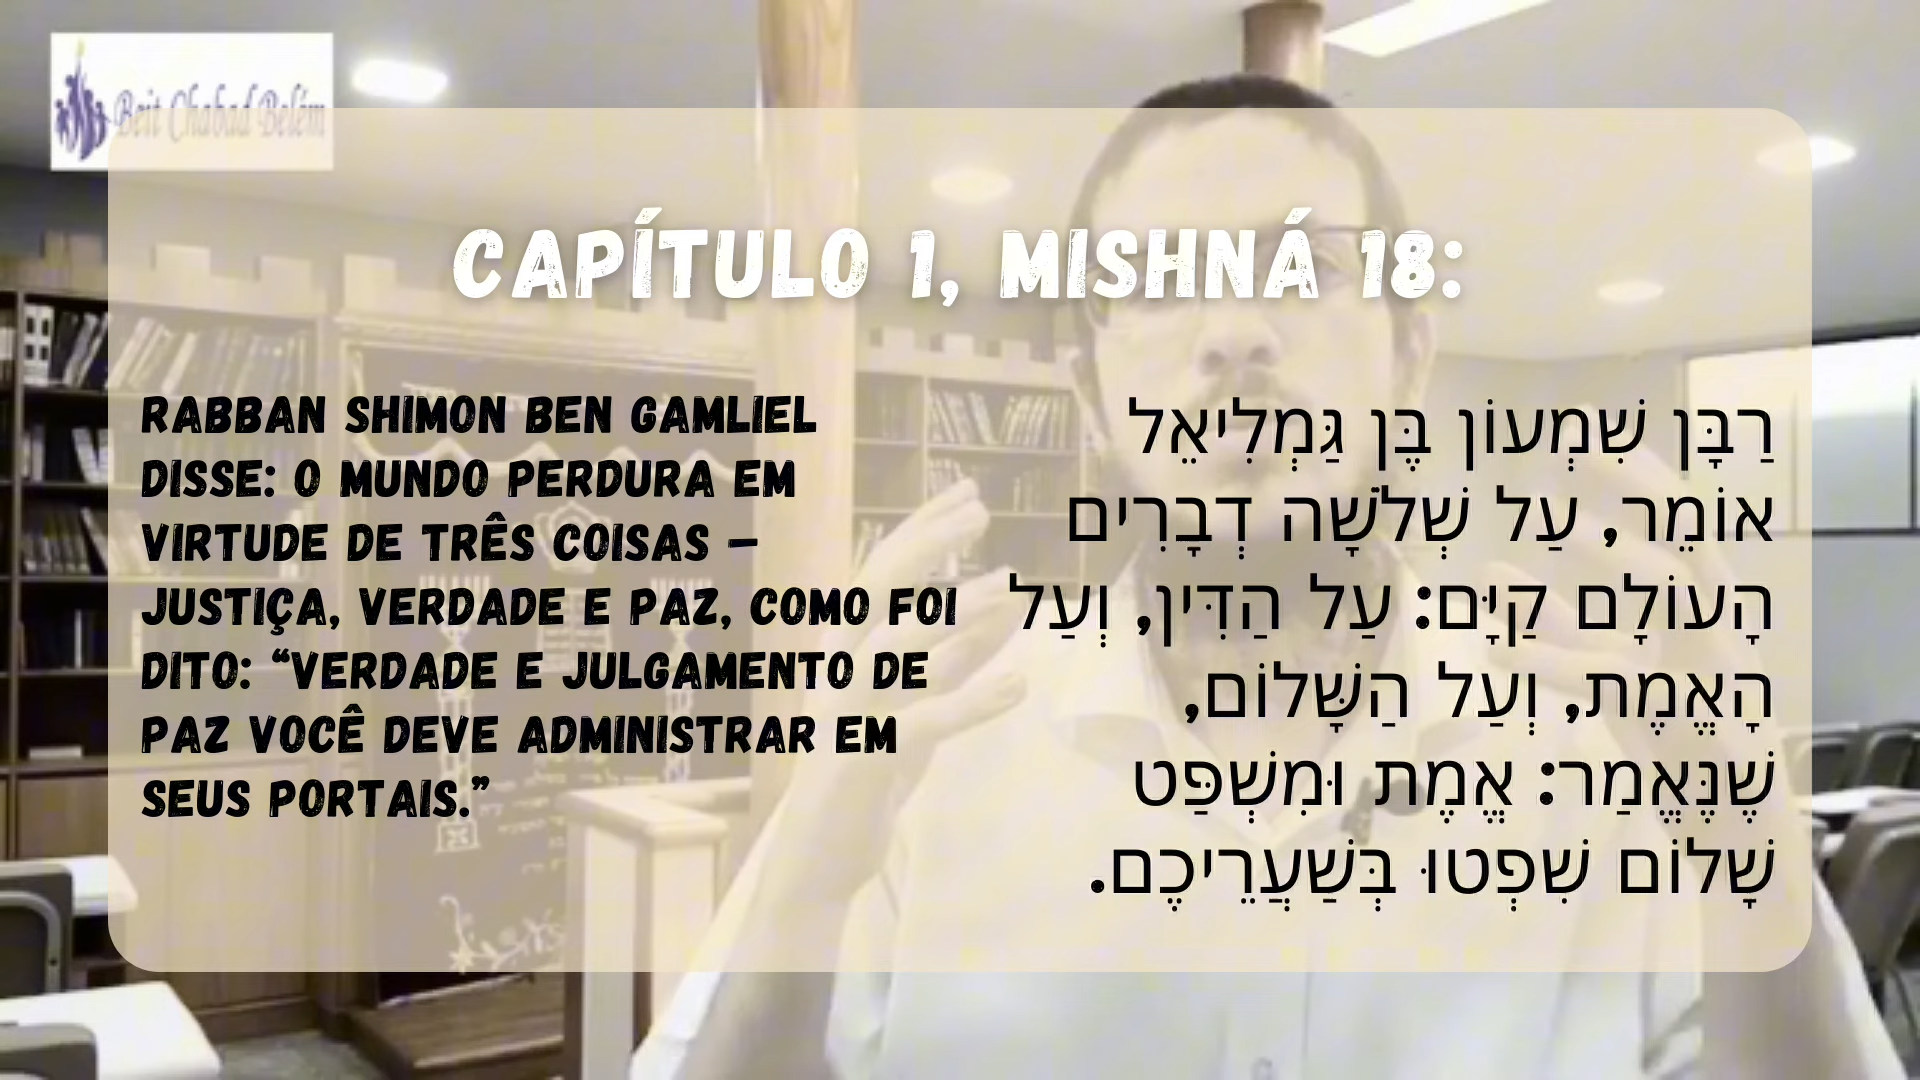 Beit Chabad Belém
CAPÍTULO 1, MISHNÁ 18:
RABBAN SHIMON BEN GAMLIEL
DISSE: O MUNDO PERDURA EM
VIRTUDE DE TRÊS COISAS –
JUSTIÇA, VERDADE E PAZ, COMO FOI
DITO: “VERDADE E JULGAMENTO DE
PAZ VOCÊ DEVE ADMINISTRAR EM
SEUS PORTAIS.”
רַבָּן שִׁמְעוֹן בֶּן גַּמְלִיאֵל
אוֹמֵר, עַל שְׁלֹשָׁה דְבָרִים
הָעוֹלָם קַיָּם: עַל הַדִּין, וְעַל
הָאֱמֶת, וְעַל הַשָּׁלוֹם,
שֶׁנֶּאֱמַר: אֱמֶת וּמִשְׁפַּט
שָׁלוֹם שִׁפְטוּ בְּשַׁעֲרֵיכֶם.